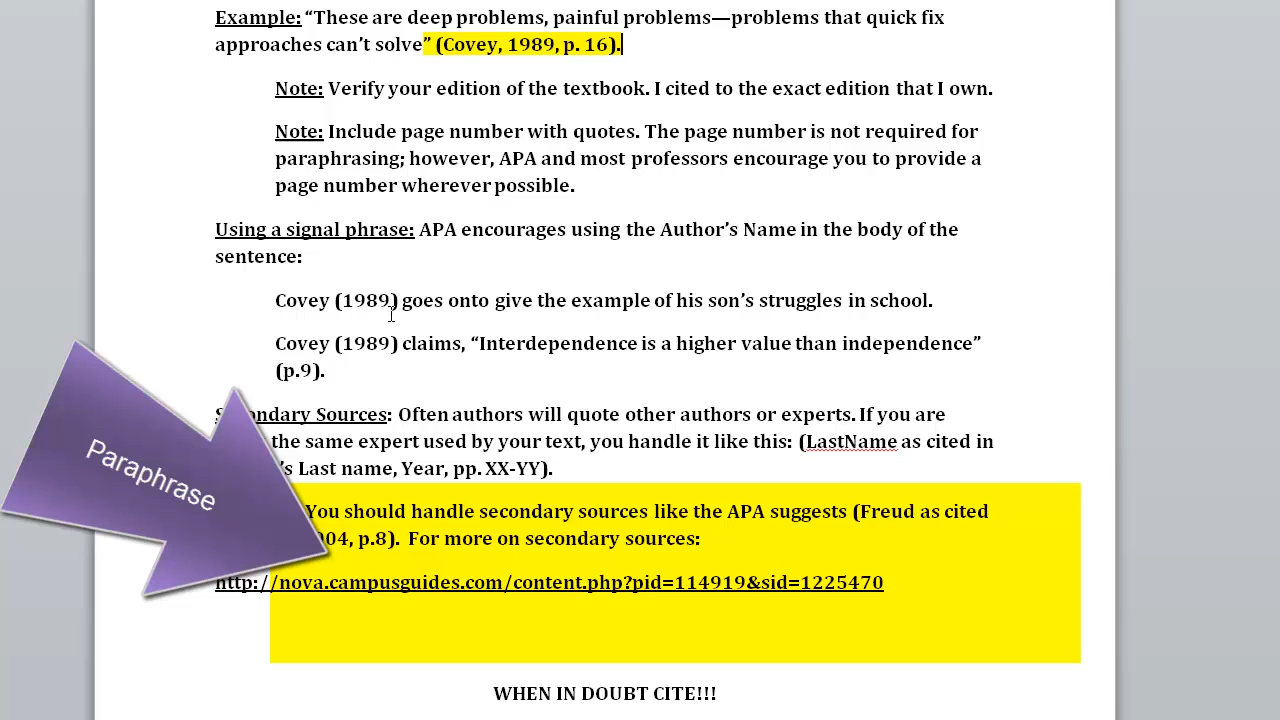 Example: “These are deep problems, painful problems—problems that quick fix
approaches can’t solve” (Covey, 1989, p. 16).
Note: Verify your edition of the textbook. I cited to the exact edition that I own.
Note: Include page number with quotes. The page number is not required for
paraphrasing; however, APA and most professors encourage you to provide a
page number wherever possible.
Using a signal phrase: APA encourages using the Author’s Name in the body of the
sentence:
Covey (1989) goes onto give the example of his son’s struggles in school.
Covey (1989) claims, “Interdependence is a higher value than independence”
(p.9).
Secondary Sources: Often authors will quote other authors or experts. If you are
the same expert used by your text, you handle it like this: (LastName as cited in
’s Last name, Year, pp. XX-YY).
Paraphrase
You should handle secondary sources like the APA suggests (Freud as cited
04, p.8). For more on secondary sources:
http://nova.campusguides.com/content.php?pid=114919&sid=1225470
WHEN IN DOUBT CITE!!!